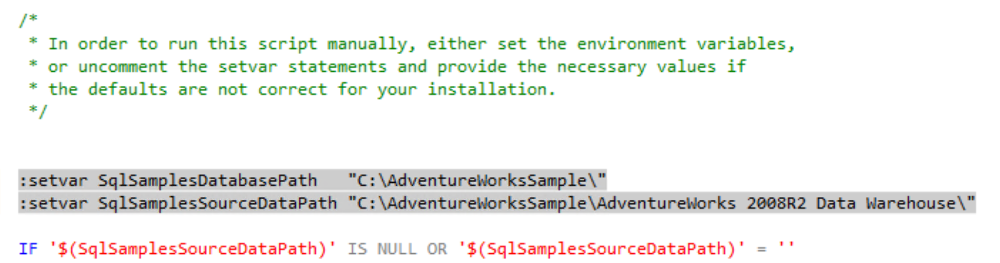 /*
 * In order to run this script manually, either set the environment variables,
 * or uncomment the setvar statements and provide the necessary values if
 * the defaults are not correct for your installation.
 */
:setvar SqlSamplesDatabasePath   "C:\AdventureWorksSample\"
:setvar SqlSamplesSourceDataPath "C:\AdventureWorksSample\AdventureWorks 2008R2 Data Warehouse\"
IF '$(SqlSamplesSourceDataPath)' IS NULL OR '$(SqlSamplesSourceDataPath)' = ''